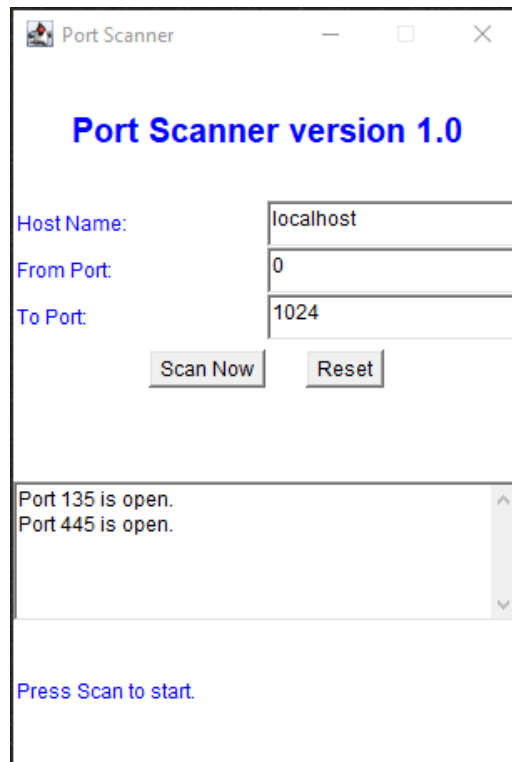 Port Scanner
Port Scanner version 1.0
Host Name: localhost
From Port: 0
To Port: 1024
Scan Now Reset
Port 135 is open.
Port 445 is open.
Press Scan to start.